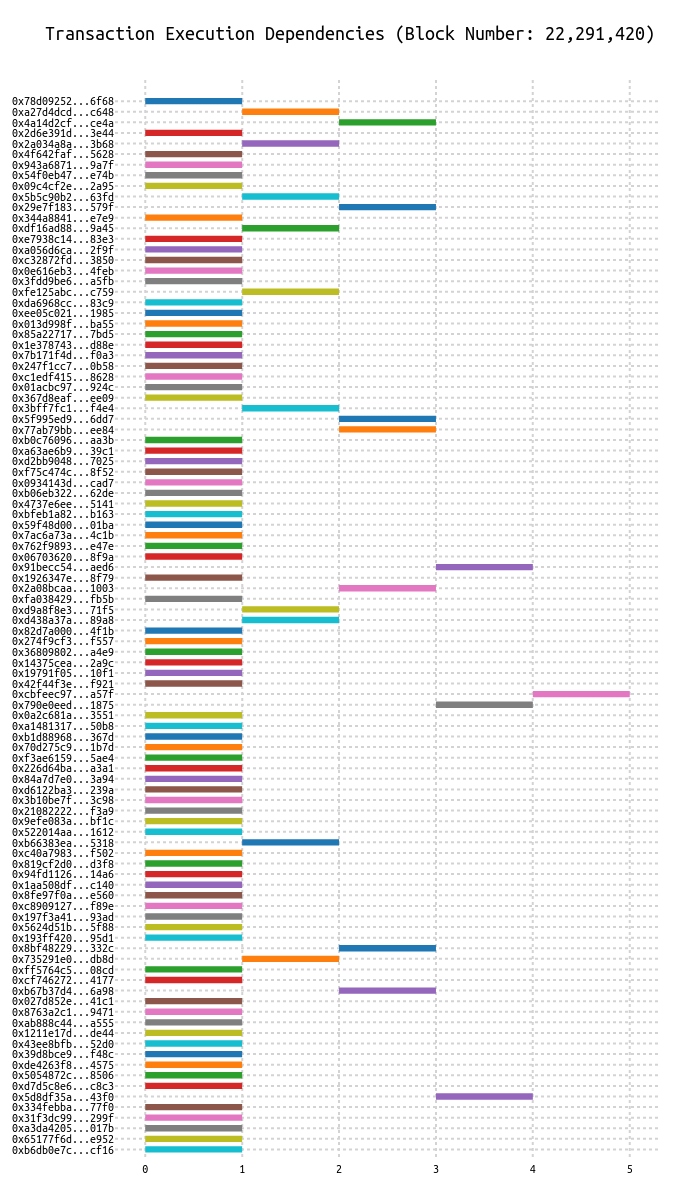 Transaction Execution Dependencies (Block Number: 22,291,420)
0x78d09252...6f68
0xa27d4dcd...c648
0x4a14d2cf...ce4a
0x2d6e391d...3e44
0x2a034a8a...3b68
0x4f642faf...5628
0x943a6871...9a7f
0x54f0eb47...e74b
0x09c4cf2e...2a95
0x5b5c90b2...63fd
0x29e7f183...579f
0x344a8841...e7e9
0xdf16ad88...9a45
0xe7938c14...83e3
0xa056d6ca...2f9f
0xc32872fd...3850
0x0e616eb3...4feb
0x3fdd9be6...a5fb
0xfe125abc...c759
0xda6968cc...83c9
0xee05c021...1985
0x013d998f...ba55
0x85a22717...7bd5
0x1e378743...d88e
0x7b171f4d...f0a3
0x247f1cc7...0b58
0xc1edf415...8628
0x01acbc97...924c
0x367d8eaf...ee09
0x3bff7fc1...f4e4
0x5f995ed9...6dd7
0x77ab79bb...ee84
0xb0c76096...aa3b
0xa63ae6b9...39c1
0xd2bb9048...7025
0xf75c474c...8f52
0x0934143d...cad7
0xb06eb322...62de
0x4737e6ee...5141
0xbfeb1a82...b163
0x59f48d00...01ba
0x7ac6a73a...4c1b
0x762f9893...e47e
0x06703620...8f9a
0x91becc54...aed6
0x1926347e...8f79
0x2a08bcaa...1003
0xfa038429...fb5b
0xd9a8f8e3...71f5
0xd438a37a...89a8
0x82d7a000...4f1b
0x274f9cf3...f557
0x36809802...a4e9
0x14375cea...2a9c
0x19791f05...10f1
0x42f44f3e...f921
0xcbfeec97...a57f
0x790e0eed...1875
0x0a2c681a...3551
0xa1481317...50b8
0xb1d88968...367d
0x70d275c9...1b7d
0xf3ae6159...5ae4
0x226d64ba...a3a1
0x84a7d7e0...3a94
0xd6122ba3...239a
0x3b10be7f...3c98
0x21082222...f3a9
0x9efe083a...bf1c
0x522014aa...1612
0xb66383ea...5318
0xc40a7983...f502
0x819cf2d0...d3f8
0x94fd1126...14a6
0x1aa508df...c140
0x8fe97f0a...e560
0xc8909127...f89e
0x197f3a41...93ad
0x5624d51b...5f88
0x193ff420...95d1
0x8bf48229...332c
0x735291e0...db8d
0xff5764c5...08cd
0xcf746272...4177
0xb67b37d4...6a98
0x027d852e...41c1
0x8763a2c1...9471
0xab888c44...a555
0x1211e17d...de44
0x43ee8bfb...52d0
0x39d8bce9...f48c
0xde4263f8...4575
0x5054872c...8506
0xd7d5c8e6...c8c3
0x5d8df35a...43f0
0x334febba...77f0
0x31f3dc99...299f
0xa3da4205...017b
0x65177f6d...e952
0xb6db0e7c...cf16
0 1 2 3 4 5